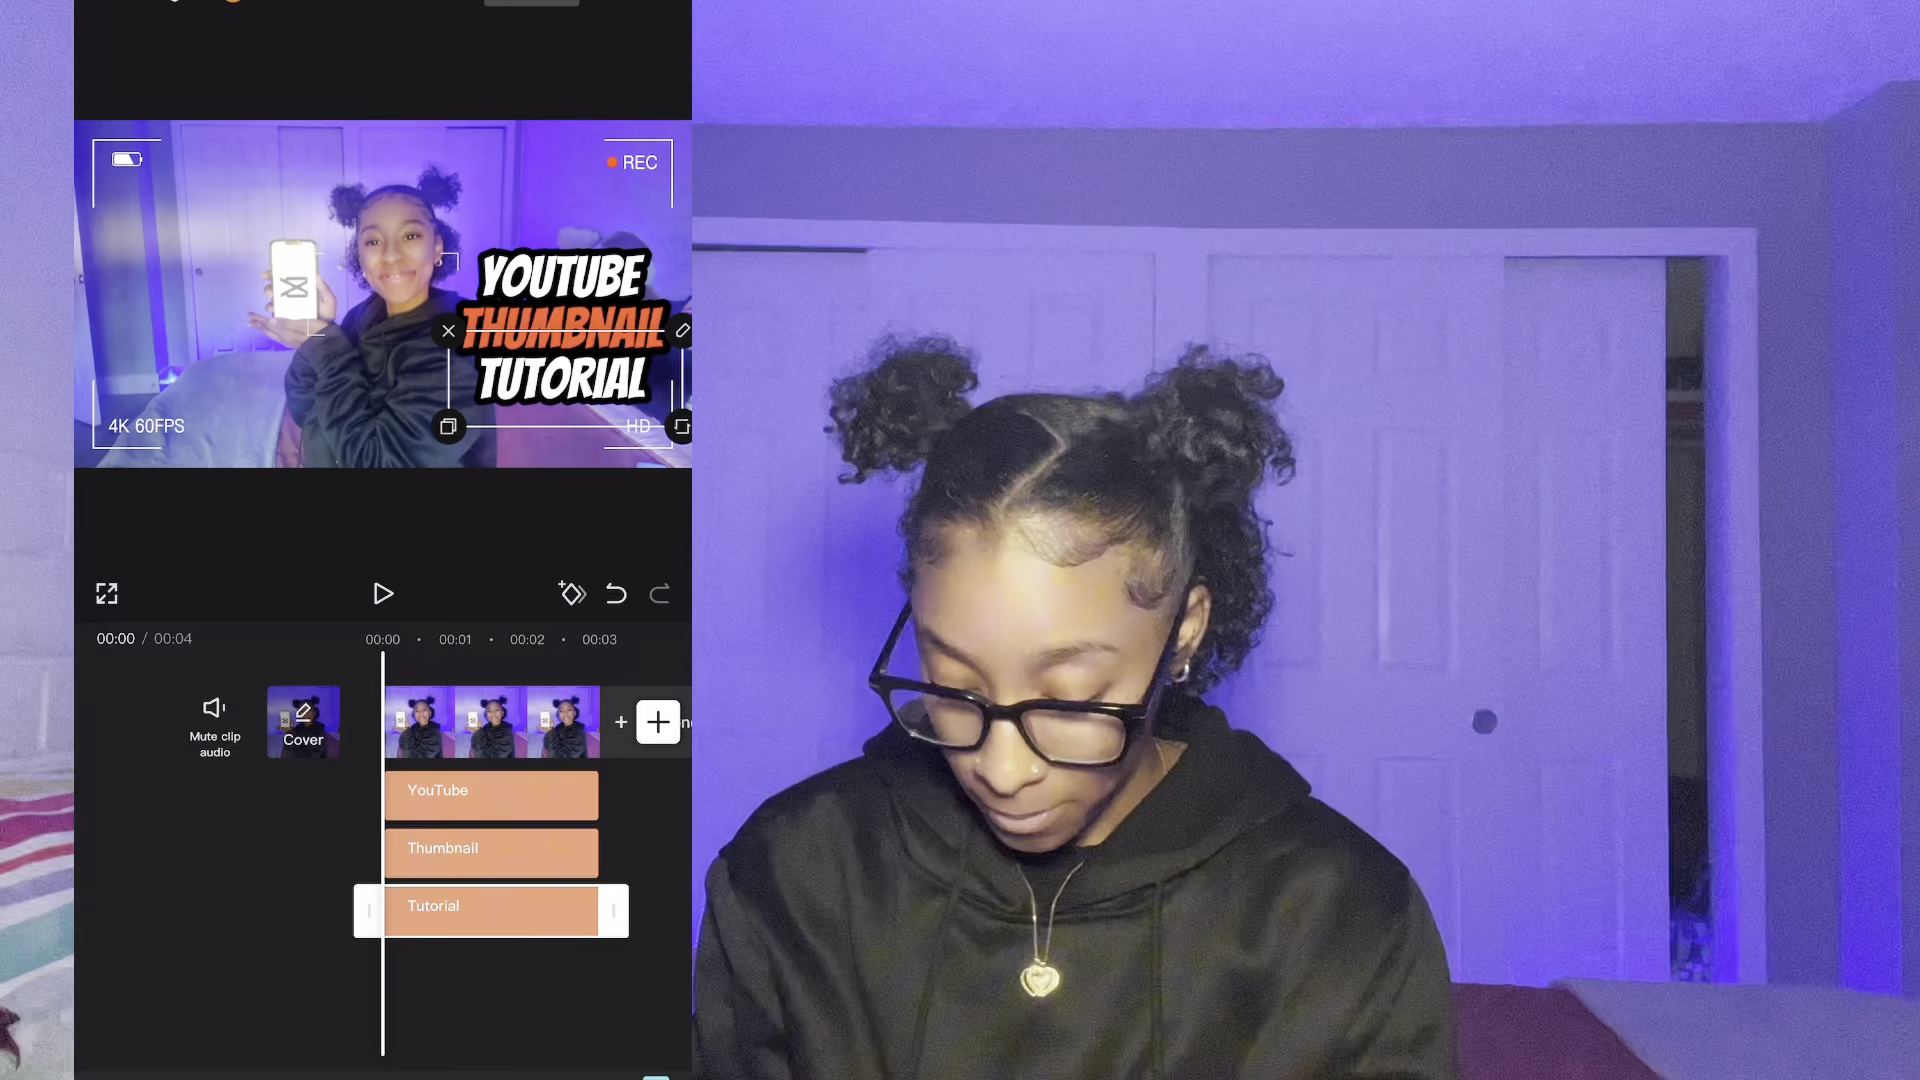 REC
YOUTUBE
THUMBNAIL
TUTORIAL
4K 60FPS
HD
00:00 / 00:04
00:00 00:01 00:02 00:03
Mute clip
audio
Cover
YouTube
Thumbnail
Tutorial